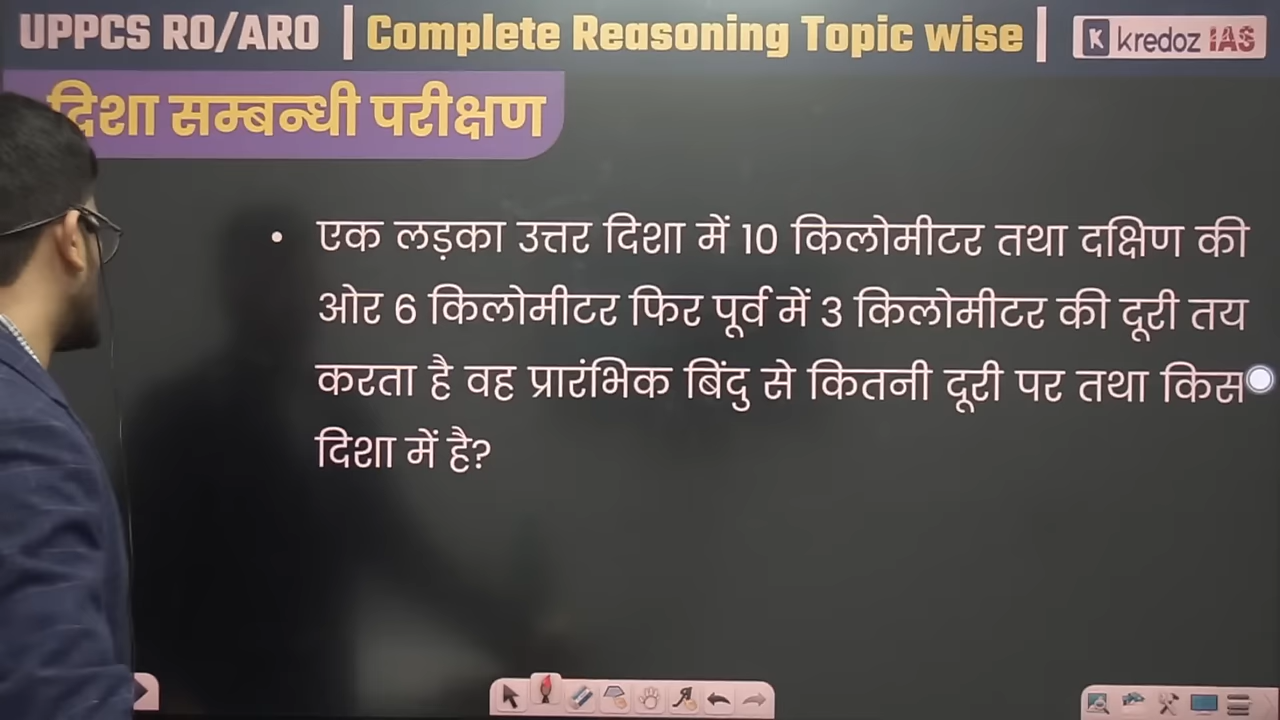 UPPCS RO/ARO | Complete Reasoning Topic wise | K kredoz IAS
दिशा सम्बन्धी परीक्षण
• एक लड़का उत्तर दिशा में 10 किलोमीटर तथा दक्षिण की
ओर 6 किलोमीटर फिर पूर्व में 3 किलोमीटर की दूरी तय
करता है वह प्रारंभिक बिंदु से कितनी दूरी पर तथा किस
दिशा में है?